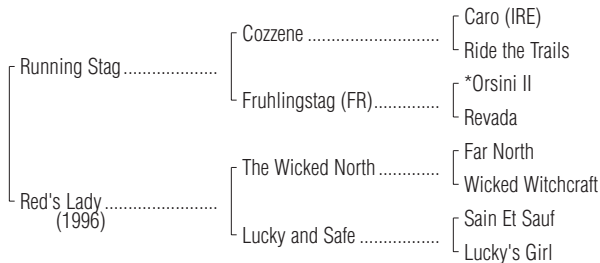 Caro (IRE)
Cozzene ..............................
Ride the Trails
Running Stag.....................
*Orsini II
Fruhlingstag (FR)..............
Revada
Far North
The Wicked North ..............
Wicked Witchcraft
Red's Lady .........................
(1996)
Sain Et Sauf
Lucky and Safe ..................
Lucky's Girl